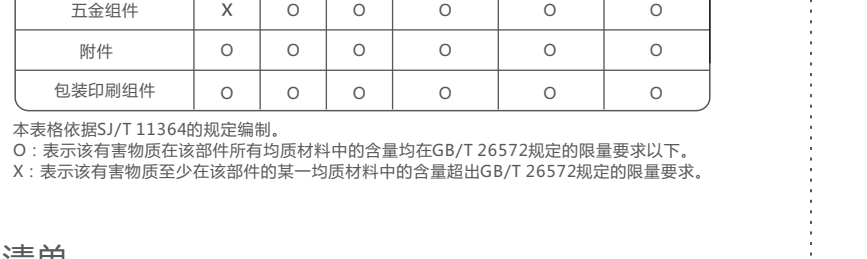 五金组件 X O O O O O
附件 O O O O O O
包装印刷组件 O O O O O O
本表格依据SJ/T 11364的规定编制。
O：表示该有害物质在该部件所有均质材料中的含量均在GB/T 26572规定的限量要求以下。
X：表示该有害物质至少在该部件的某一均质材料中的含量超出GB/T 26572规定的限量要求。
清单